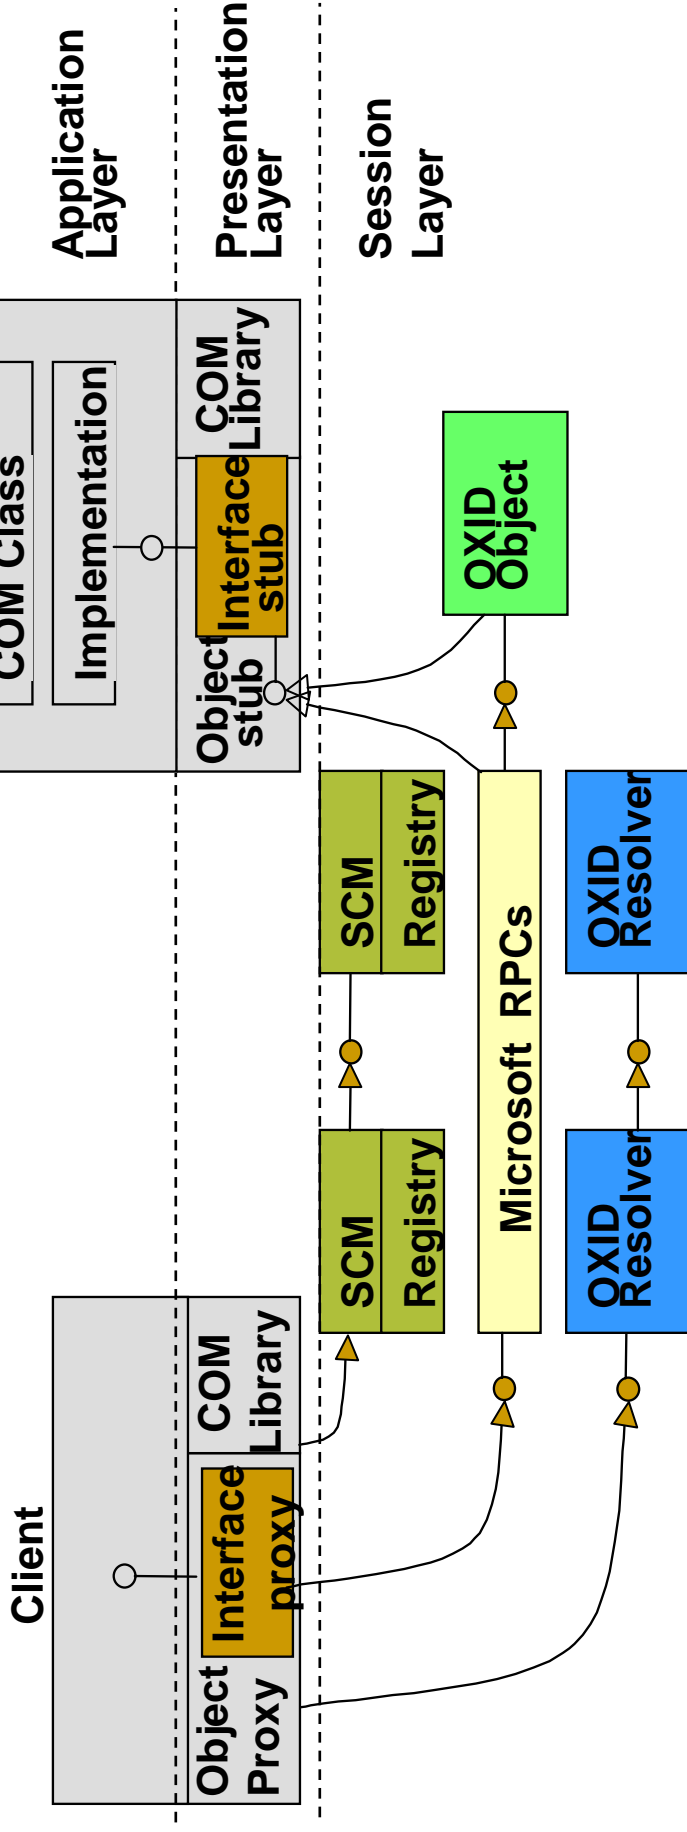 Client
COM Class
Implementation
Application
Layer
Object
Proxy
Interface
proxy
COM
Library
Object
stub
Interface
stub
COM
Library
Presentation
Layer
SCM
Registry
SCM
Registry
Session
Layer
Microsoft RPCs
OXID
Object
OXID
Resolver
OXID
Resolver